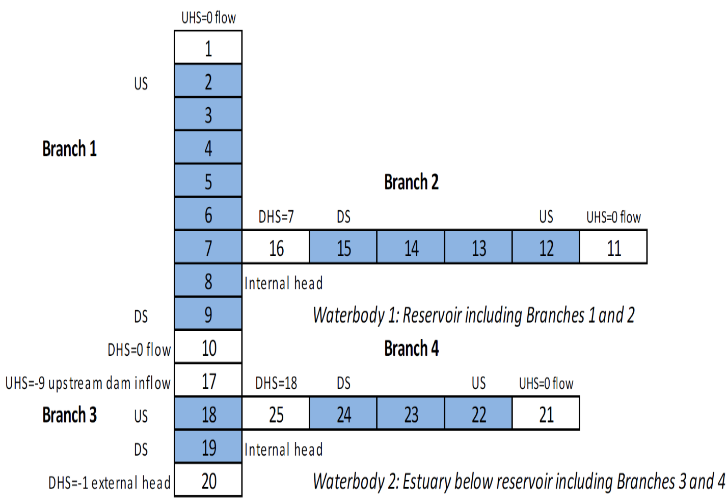 UHS=0 flow
1
US 2
3
Branch 1 4
5 Branch 2
6 DHS=7 DS US UHS=0 flow
7 16 15 14 13 12 11
8 Internal head
DS 9 Waterbody 1: Reservoir including Branches 1 and 2
DHS=0 flow 10 Branch 4
UHS=-9 upstream dam inflow 17 DHS=18 DS US UHS=0 flow
Branch 3 US 18 25 24 23 22 21
DS 19 Internal head
DHS=-1 external head 20 Waterbody 2: Estuary below reservoir including Branches 3 and 4